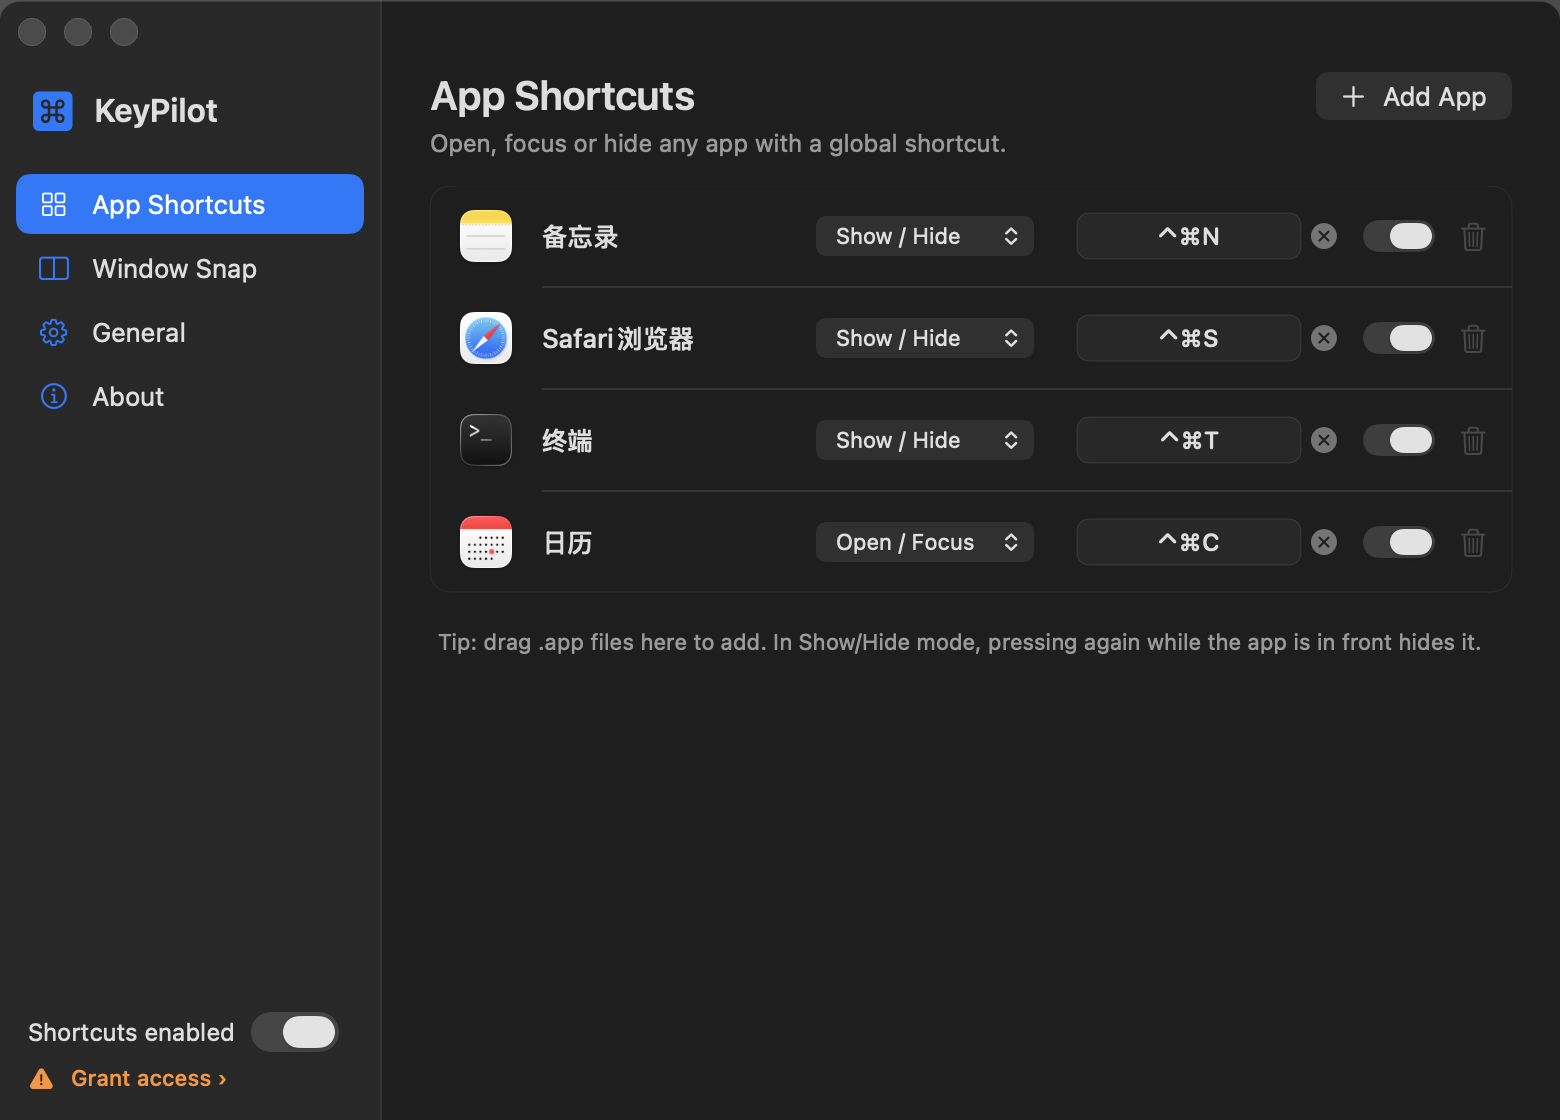 KeyPilot
App Shortcuts
Window Snap
General
About
Shortcuts enabled
Grant access ›
App Shortcuts
Add App
Open, focus or hide any app with a global shortcut.
备忘录 Show / Hide ^⌘N
Safari浏览器 Show / Hide ^⌘S
>_
终端 Show / Hide ^⌘T
日历 Open / Focus ^⌘C
Tip: drag .app files here to add. In Show/Hide mode, pressing again while the app is in front hides it.